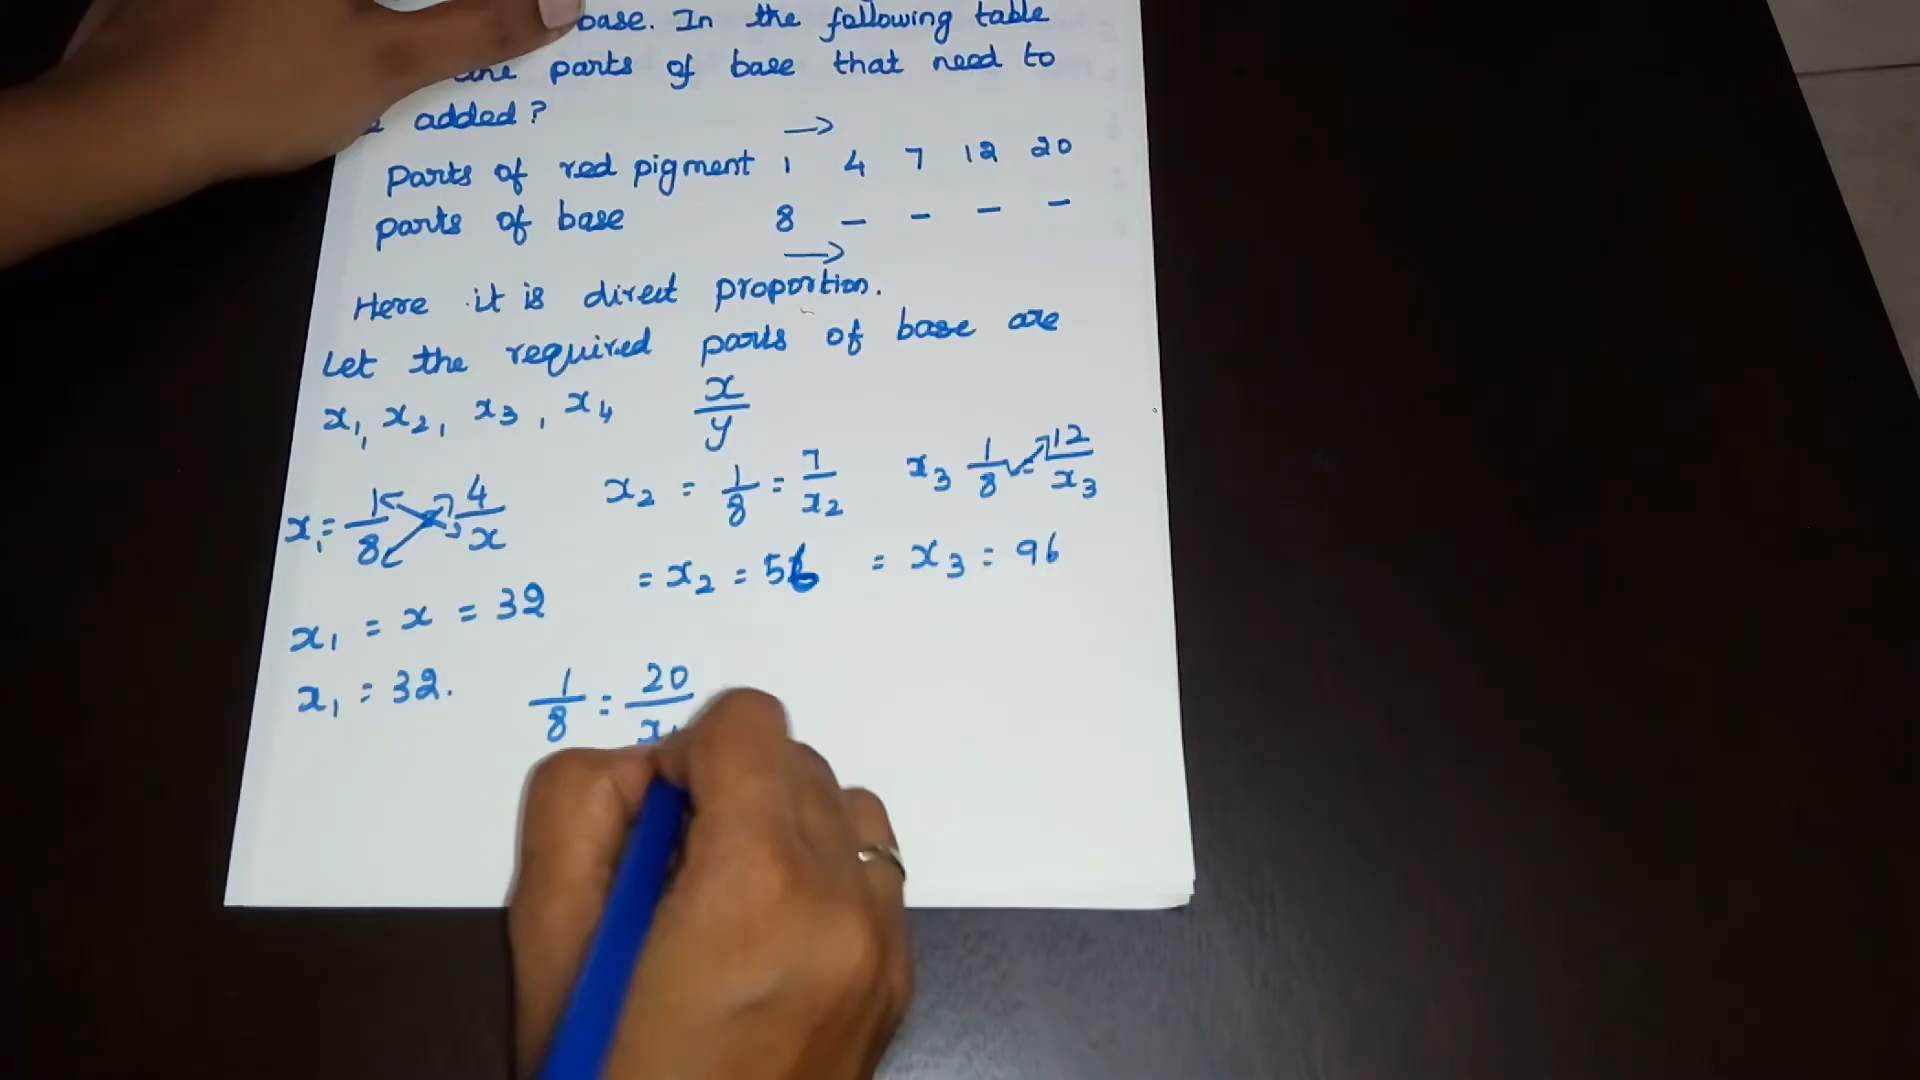 base. In the following table
parts of base that need to
added?
Parts of red pigment 1 4 7 12 20
parts of base 8 – – – –
Here it is direct proportion.
Let the required parts of base are
x₁, x₂, x₃, x₄ x/y
x₁ = 1/8 = 4/x x₂ = 1/8 = 7/x₂ x₃ 1/8 = 12/x₃
x₁ = x = 32 = x₂ = 56 = x₃ = 96
x₁ = 32. 1/8 = 20/x